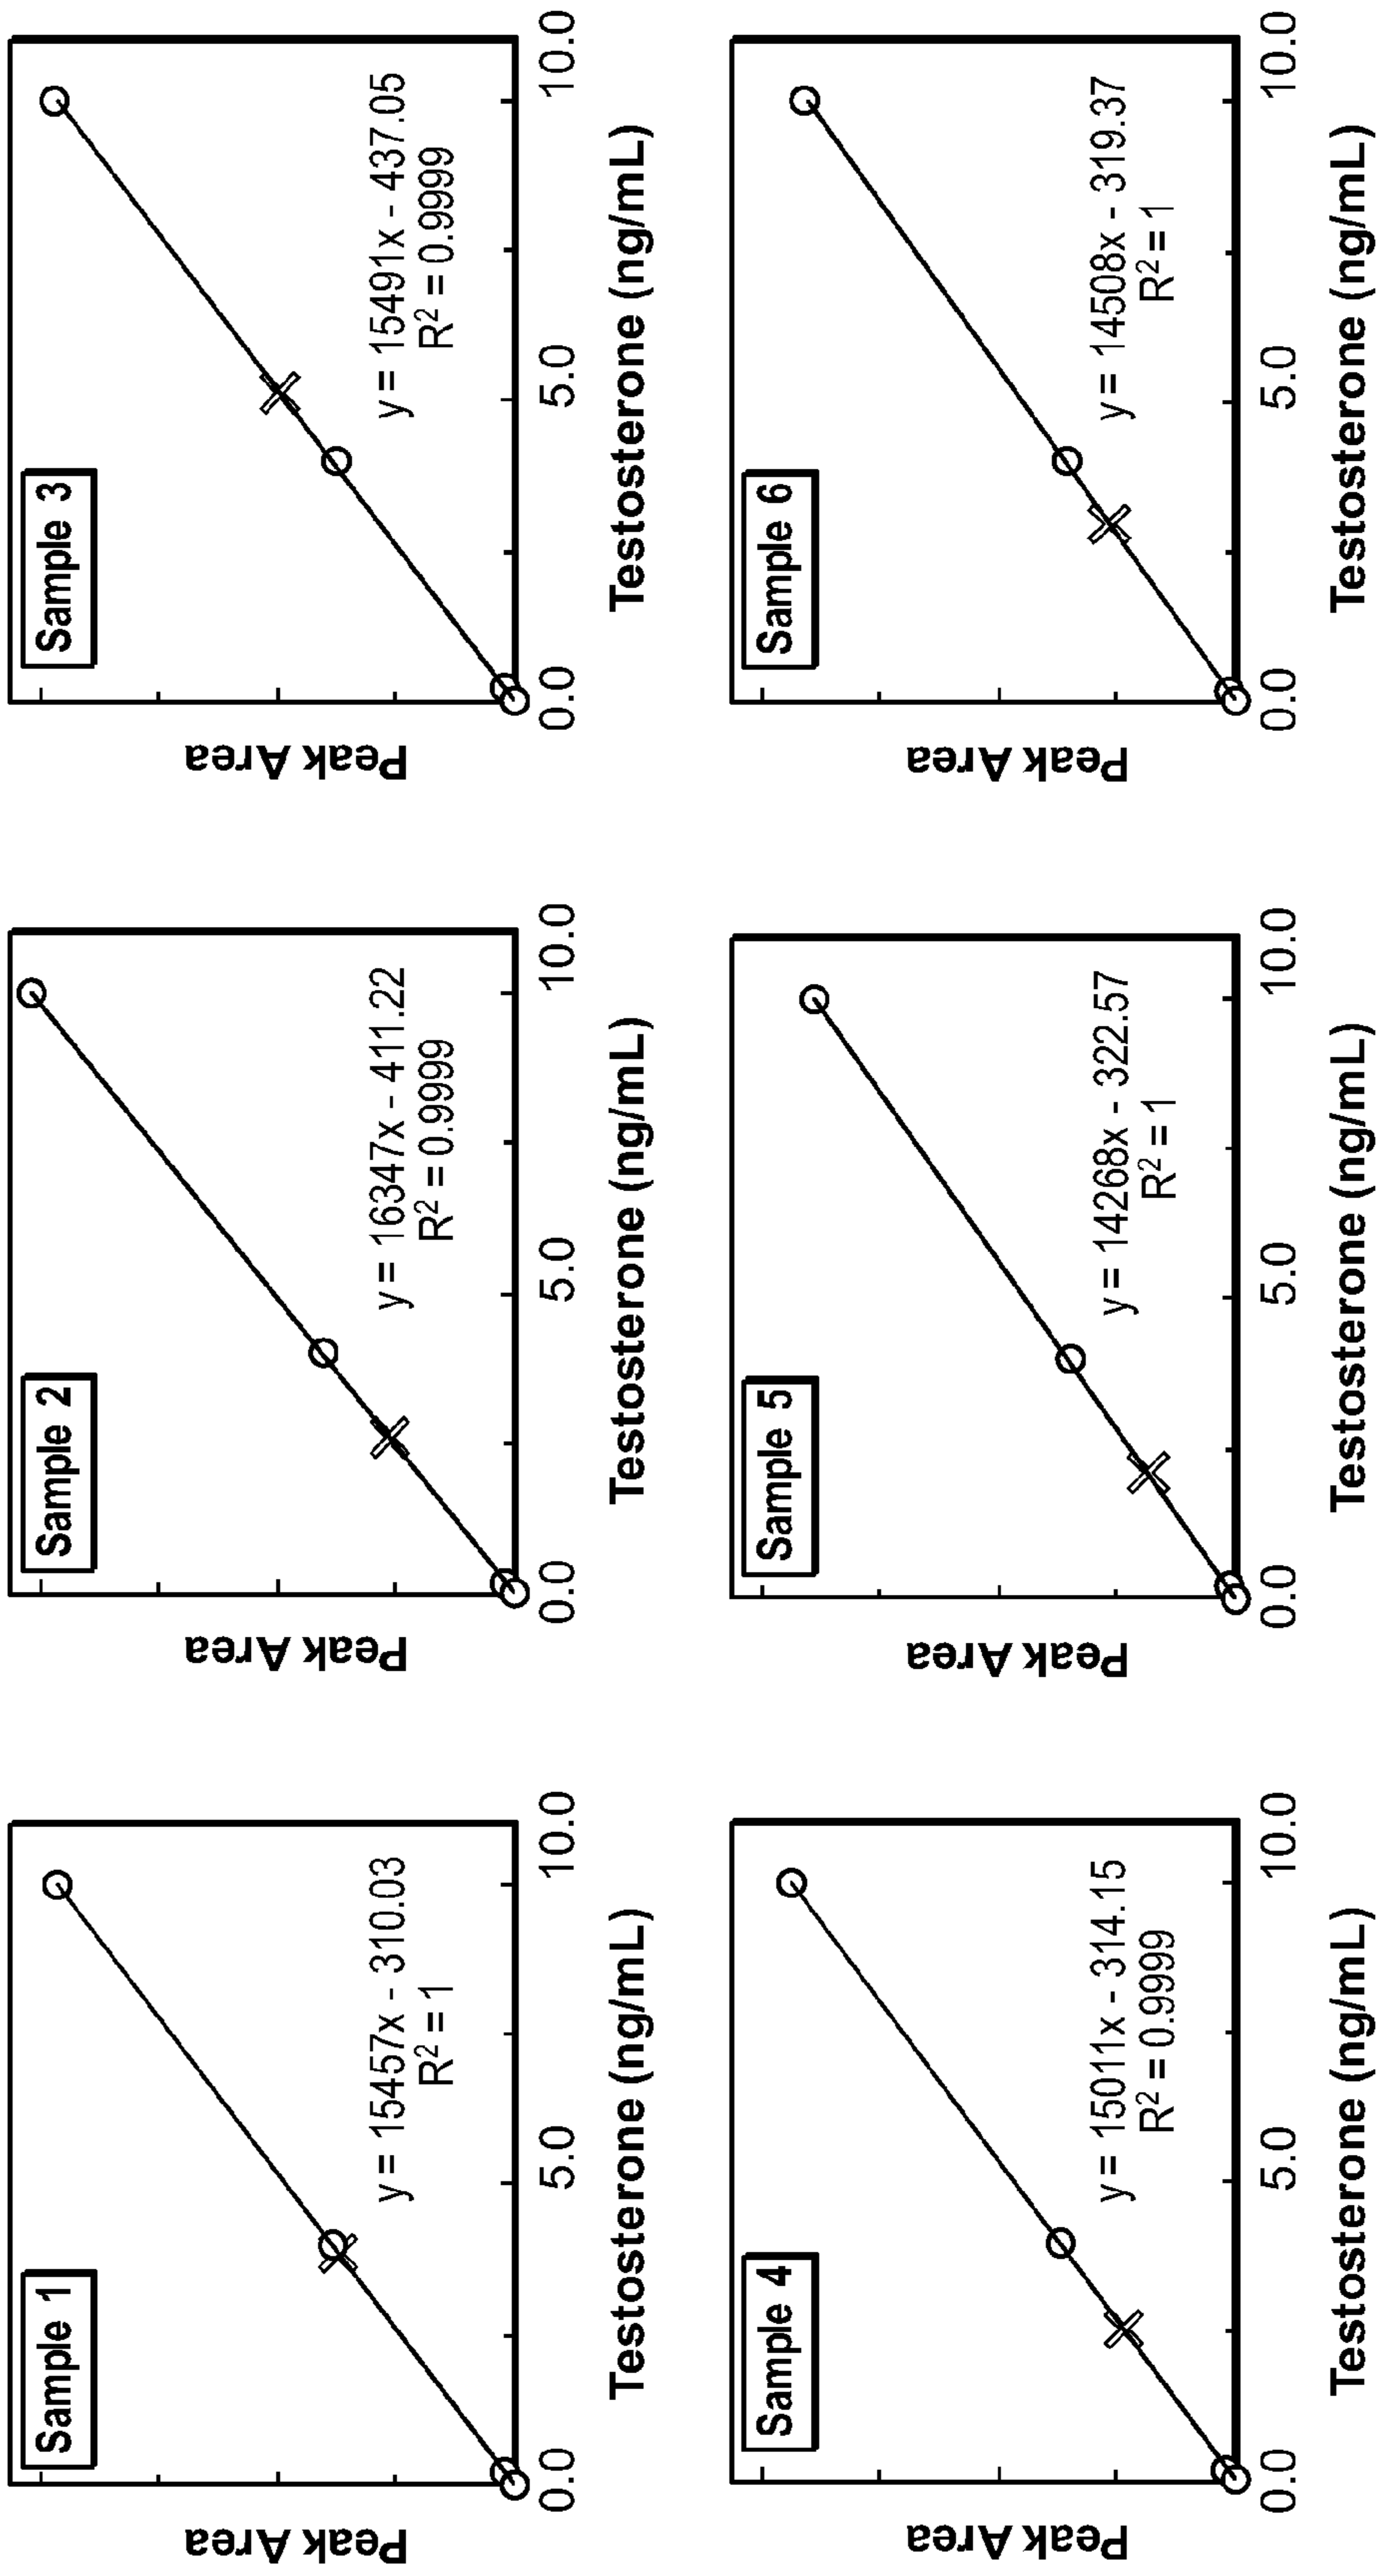 Sample 1
y = 15457x - 310.03
R² = 1
Peak Area
0.0 5.0 10.0
Testosterone (ng/mL)
Sample 2
y = 16347x - 411.22
R² = 0.9999
Peak Area
0.0 5.0 10.0
Testosterone (ng/mL)
Sample 3
y = 15491x - 437.05
R² = 0.9999
Peak Area
0.0 5.0 10.0
Testosterone (ng/mL)
Sample 4
y = 15011x - 314.15
R² = 0.9999
Peak Area
0.0 5.0 10.0
Testosterone (ng/mL)
Sample 5
y = 14268x - 322.57
R² = 1
Peak Area
0.0 5.0 10.0
Testosterone (ng/mL)
Sample 6
y = 14508x - 319.37
R² = 1
Peak Area
0.0 5.0 10.0
Testosterone (ng/mL)